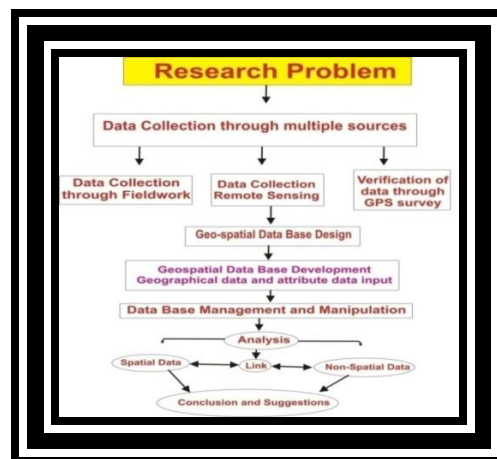 Research Problem
Data Collection through multiple sources
Data Collection
through Fieldwork
Data Collection
Remote Sensing
Verification of
data through
GPS survey
Geo-spatial Data Base Design
Geospatial Data Base Development
Geographical data and attribute data input
Data Base Management and Manipulation
Analysis
Spatial Data
Link
Non-Spatial Data
Conclusion and Suggestions